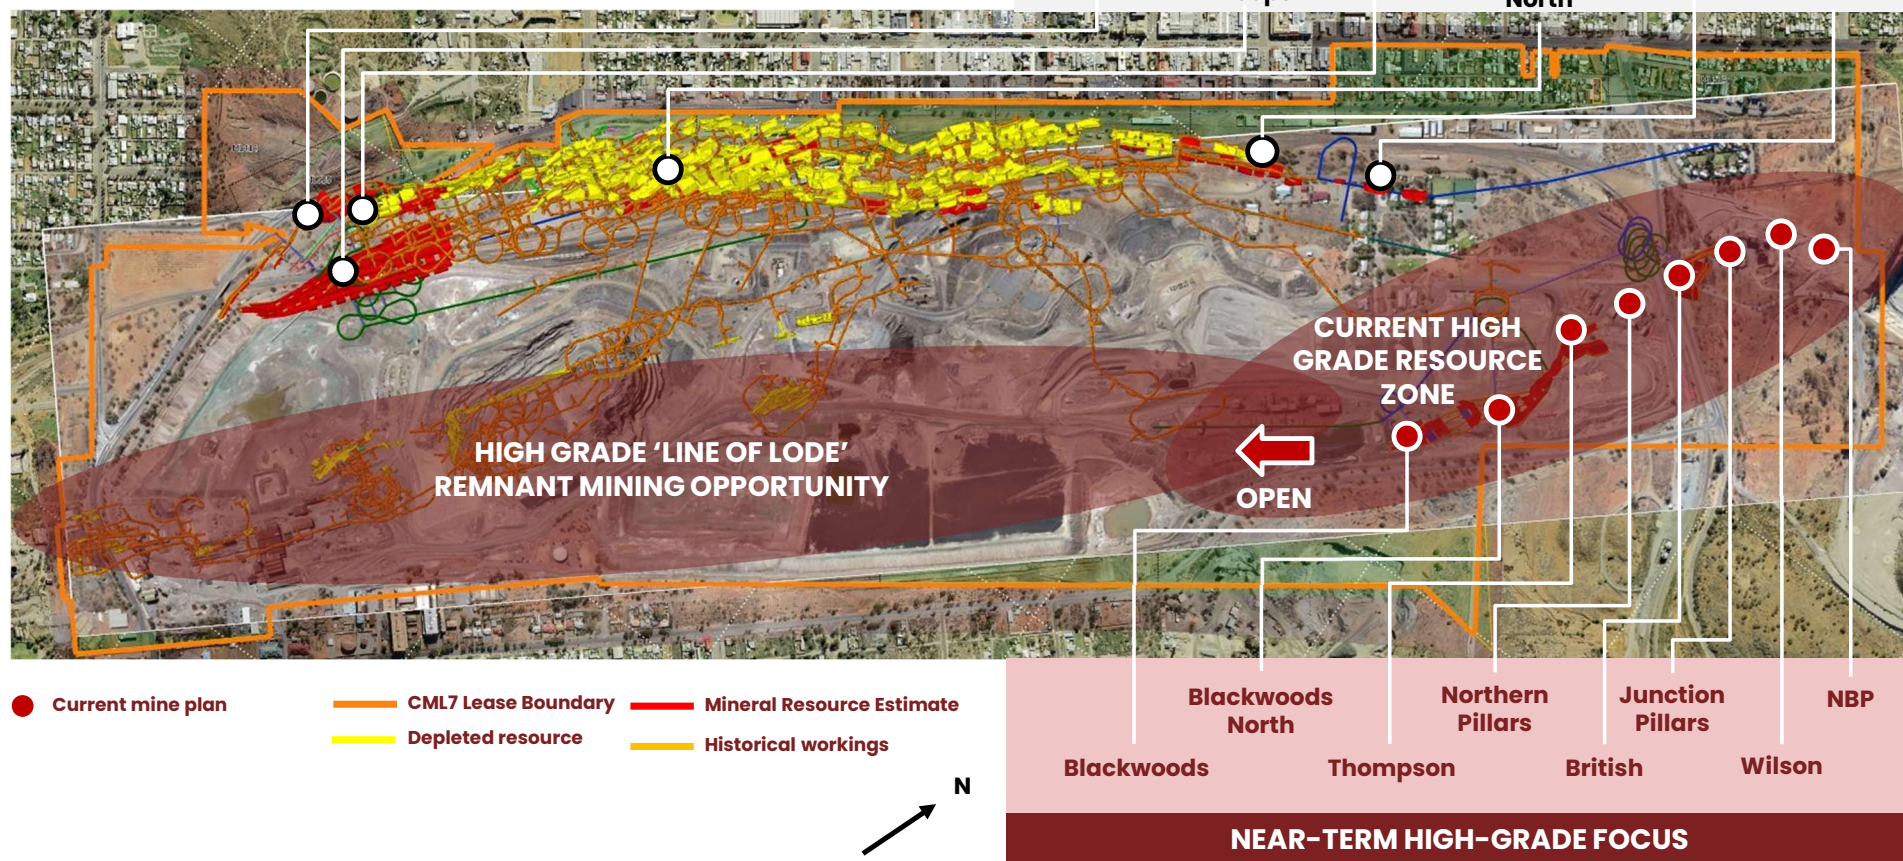 North
CURRENT HIGH
GRADE RESOURCE
ZONE
HIGH GRADE ‘LINE OF LODE’
REMNANT MINING OPPORTUNITY
OPEN
Current mine plan
CML7 Lease Boundary
Mineral Resource Estimate
Depleted resource
Historical workings
N
Blackwoods
North
Northern
Pillars
Junction
Pillars
NBP
Blackwoods
Thompson
British
Wilson
NEAR-TERM HIGH-GRADE FOCUS